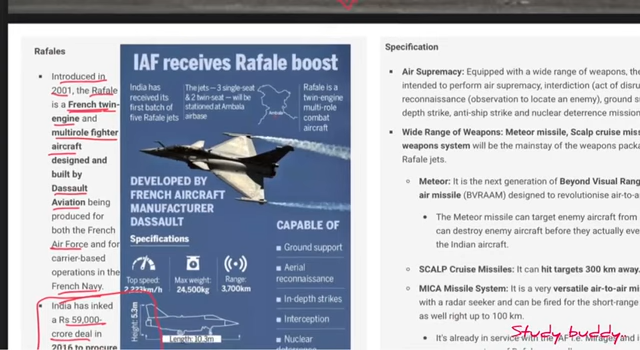 Rafales
Introduced in
2001, the Rafale
is a French twin-
engine and
multirole fighter
aircraft
designed and
built by
Dassault
Aviation being
produced for
both the French
Air Force and for
carrier-based
operations in the
French Navy.
India has inked
a Rs 59,000-
crore deal in
2016 to procure
IAF receives Rafale boost
India has
received its
first batch of
five Rafale jets
The jets – 3 single-seat
& 2 twin-seat – will be
stationed at Ambala
airbase
Ambala
Rafale is a
twin-engine
multi-role
combat
aircraft
DEVELOPED BY
FRENCH AIRCRAFT
MANUFACTURER
DASSAULT
Specifications
Top speed:
2,223km/h
Max weight:
24,500kg
Range:
3,700km
Height: 5.3m
Length: 10.3m
CAPABLE OF
Ground support
Aerial
reconnaissance
In-depth strikes
Interception
Nuclear
Specification
Air Supremacy: Equipped with a wide range of weapons, the
intended to perform air supremacy, interdiction (act of disru
reconnaissance (observation to locate an enemy), ground s
depth strike, anti-ship strike and nuclear deterrence mission
Wide Range of Weapons: Meteor missile, Scalp cruise miss
weapons system will be the mainstay of the weapons packa
Rafale jets.
Meteor: It is the next generation of Beyond Visual Rang
air missile (BVRAAM) designed to revolutionise air-to-a
The Meteor missile can target enemy aircraft from
can destroy enemy aircraft before they actually eve
the Indian aircraft.
SCALP Cruise Missiles: It can hit targets 300 km away.
MICA Missile System: It is a very versatile air-to-air mi
with a radar seeker and can be fired for the short-range
as well right up to 100 km.
It's already in service with the IAF i.e. Mirages and
Study buddy